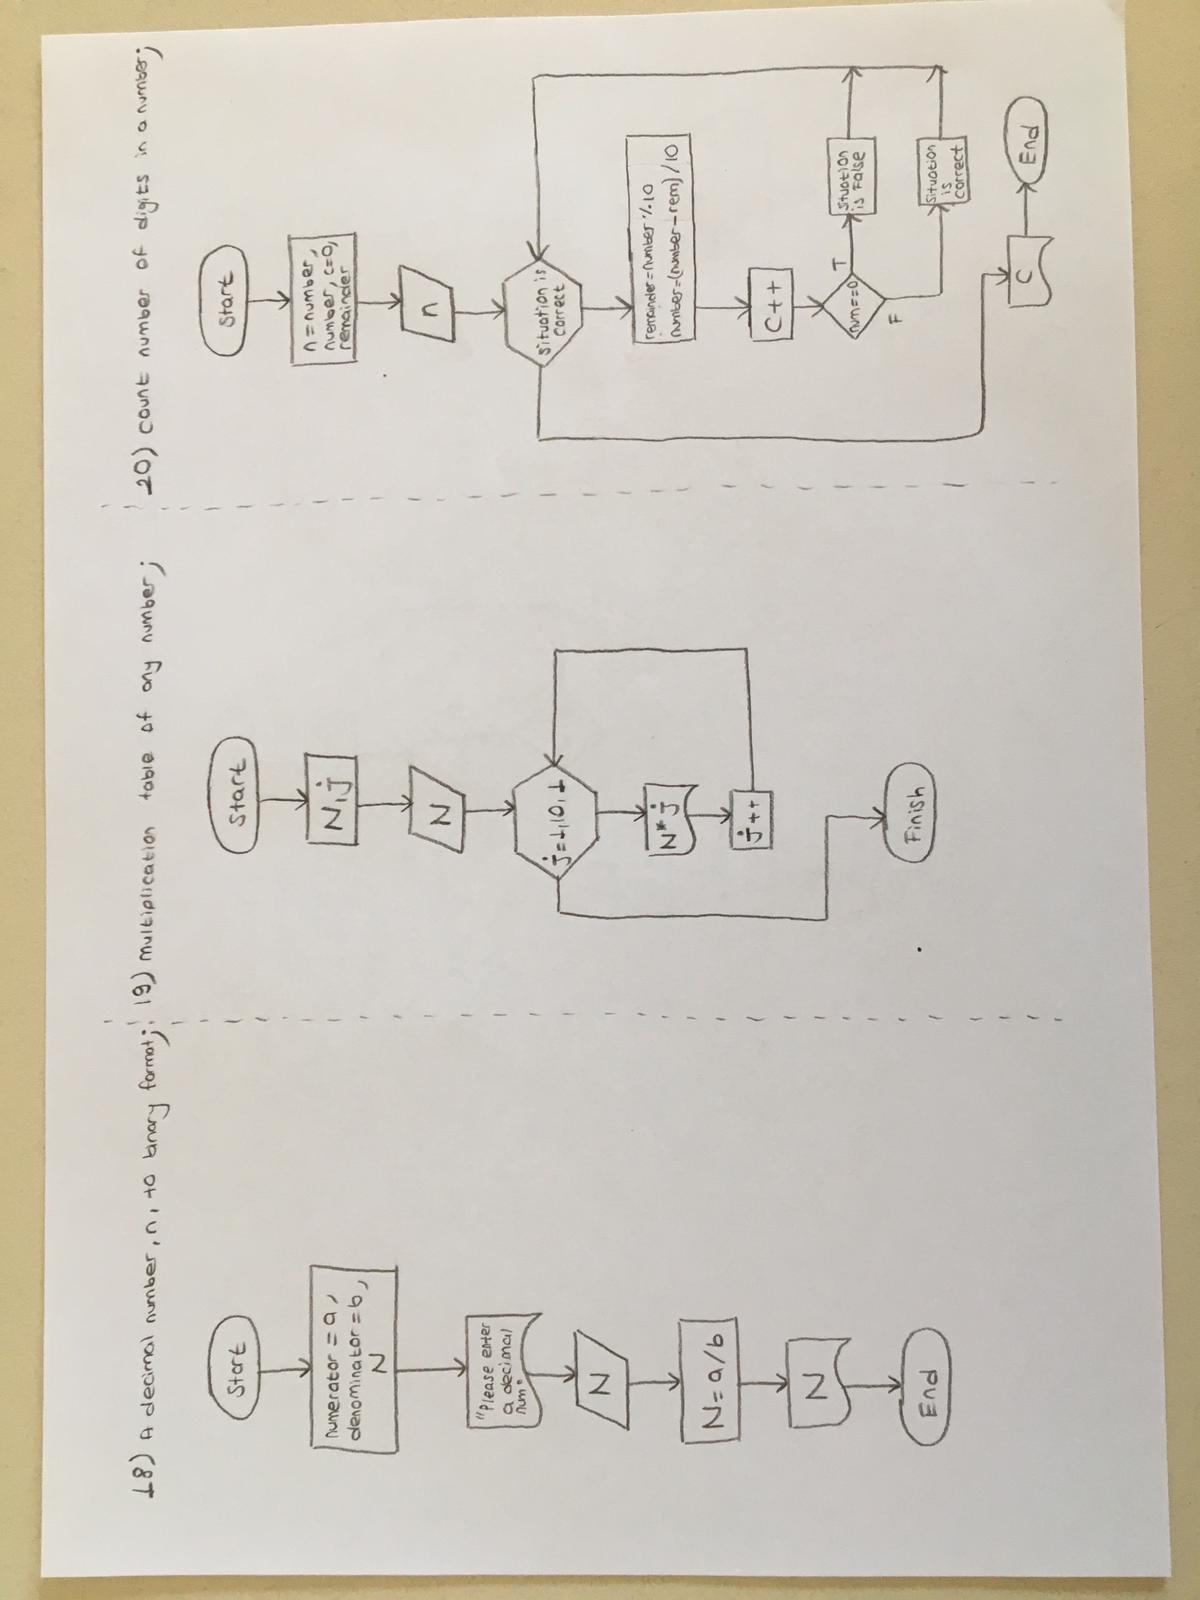 18) A decimal number, n, to binary format;
Start
numerator = a,
denominator = b,
N
"Please enter
a decimal
num"
N
N = a/b
N
End
19) multiplication table of any number;
Start
N, j
N
j=1,10,1
N* j
j++
Finish
20) count number of digits in a number;
Start
n = number,
number, c=0,
remainder
n
Situation is
correct
remainder = number % 10
number = (number - rem) / 10
C++
num==0
T
Situation
is False
F
Situation
is
correct
C
End